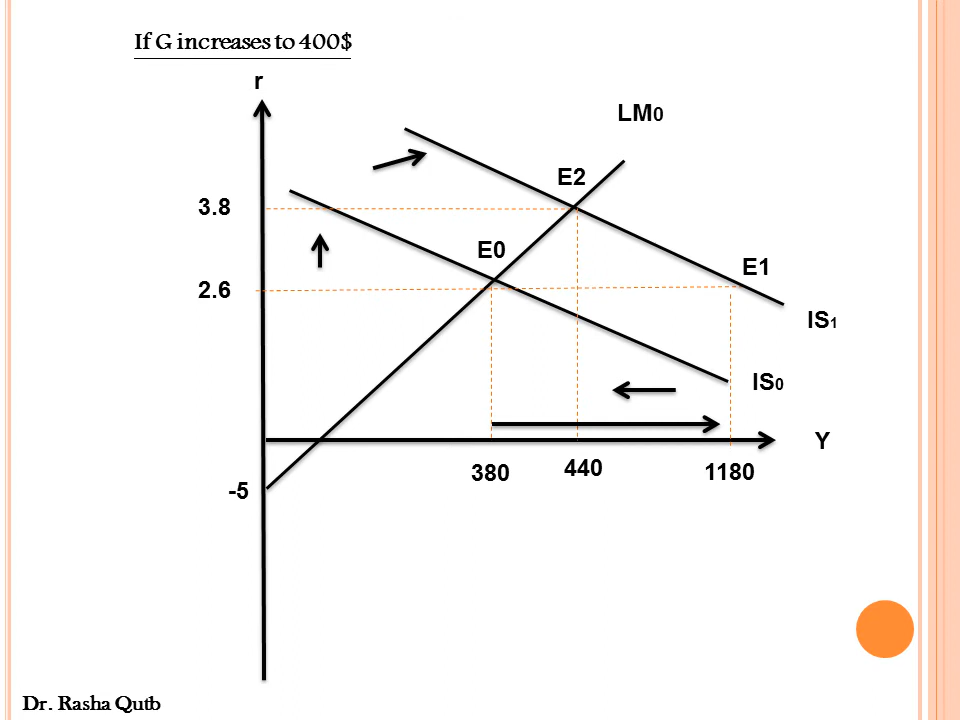 If G increases to 400$
r
LM0
E2
3.8
E0
E1
2.6
IS1
IS0
Y
440
380
1180
-5
Dr. Rasha Qutb